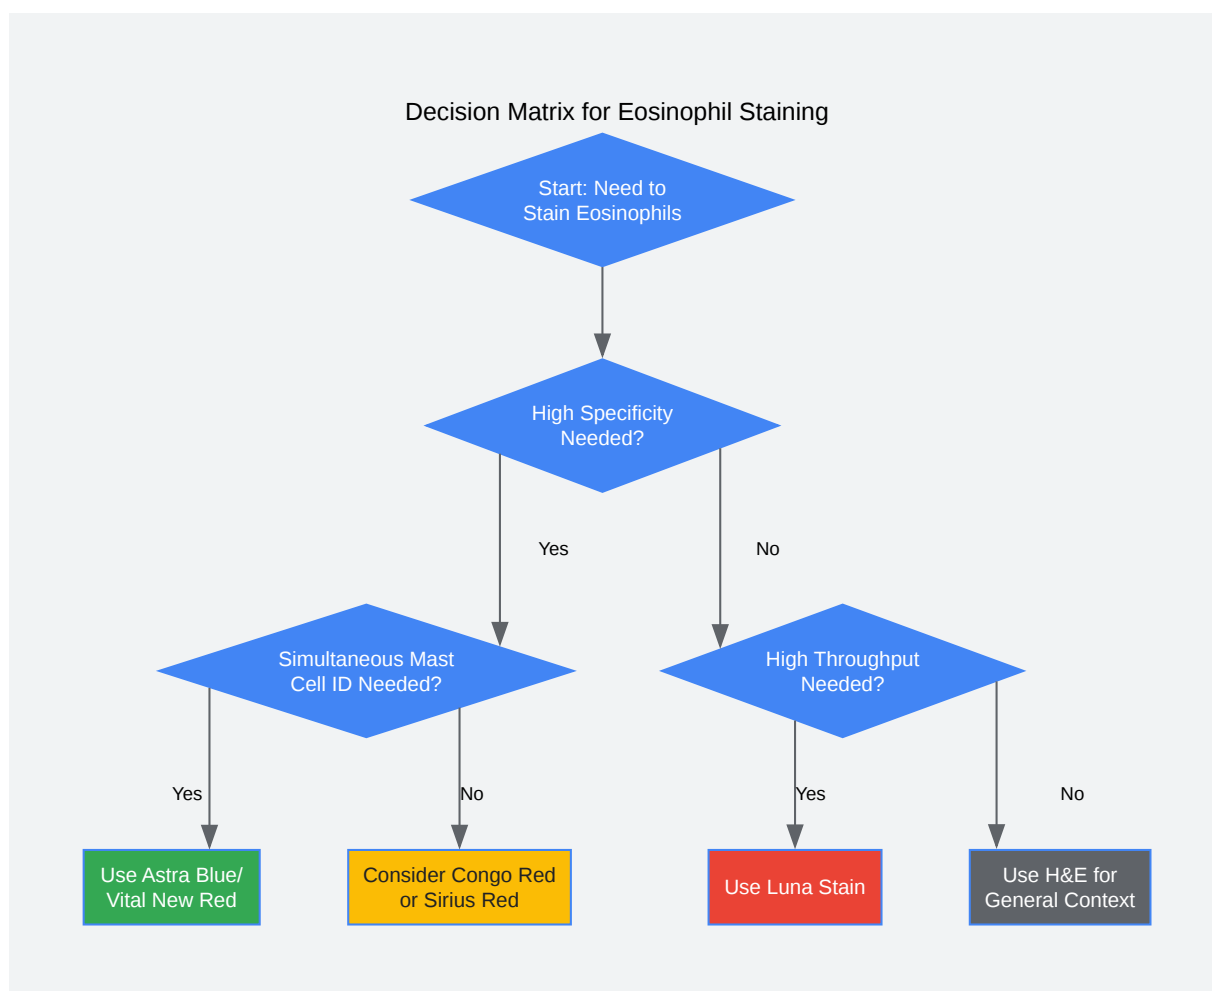 Decision Matrix for Eosinophil Staining
Start: Need to
Stain Eosinophils
High Specificity
Needed?
Yes
No
Simultaneous Mast
Cell ID Needed?
High Throughput
Needed?
Yes
No
Yes
No
Use Astra Blue/
Vital New Red
Consider Congo Red
or Sirius Red
Use Luna Stain
Use H&E for
General Context